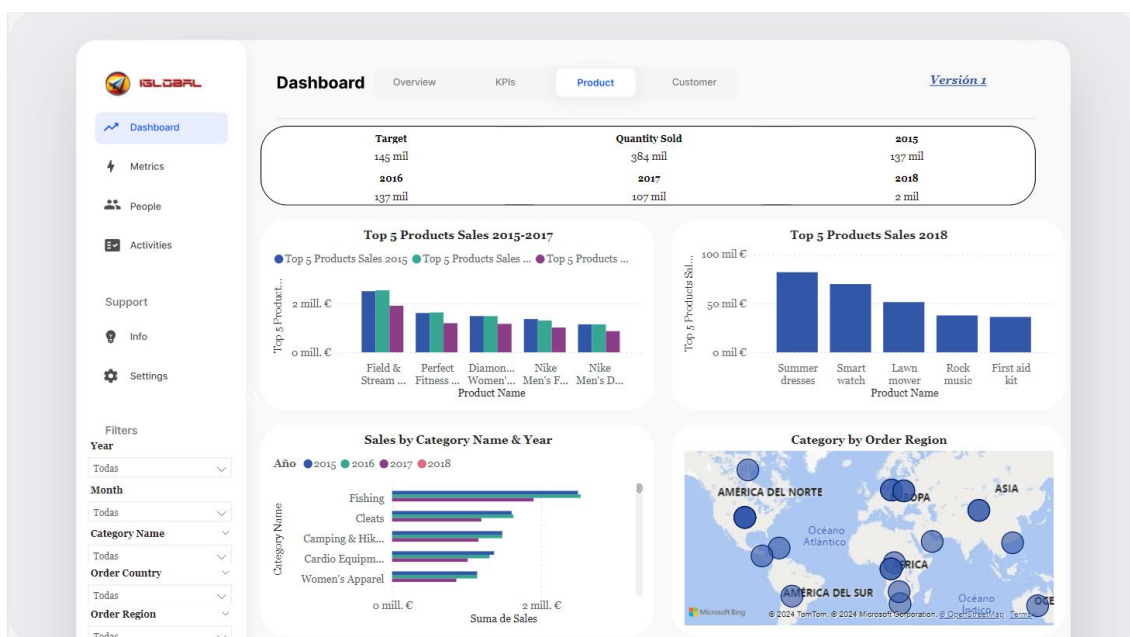 IGLOBAL
Dashboard
Overview
KPIs
Product
Customer
Versión 1
Dashboard
Metrics
People
Activities
Support
Info
Settings
Filters
Year
Todas
Month
Todas
Category Name
Todas
Order Country
Todas
Order Region
Todas
Target
145 mil
Quantity Sold
384 mil
2015
137 mil
2016
137 mil
2017
107 mil
2018
2 mil
Top 5 Products Sales 2015-2017
Top 5 Products Sales 2015
Top 5 Products Sales ...
Top 5 Products ...
Top 5 Product...
2 mill. €
0 mill. €
Field &
Stream ...
Perfect
Fitness ...
Diamon...
Women'...
Nike
Men's F...
Nike
Men's D...
Product Name
Top 5 Products Sales 2018
Top 5 Products Sal...
100 mil €
50 mil €
0 mil €
Summer
dresses
Smart
watch
Lawn
mower
Rock
music
First aid
kit
Product Name
Sales by Category Name & Year
Año
2015
2016
2017
2018
Category Name
Fishing
Cleats
Camping & Hik...
Cardio Equipm...
Women's Apparel
0 mill. €
2 mill. €
Suma de Sales
Category by Order Region
AMÉRICA DEL NORTE
OPA
ASIA
Océano
Atlántico
RICA
AMÉRICA DEL SUR
Océano
Índico
OCE
Microsoft Bing
© 2024 TomTom, © 2024 Microsoft Corporation, © OpenStreetMap Terms